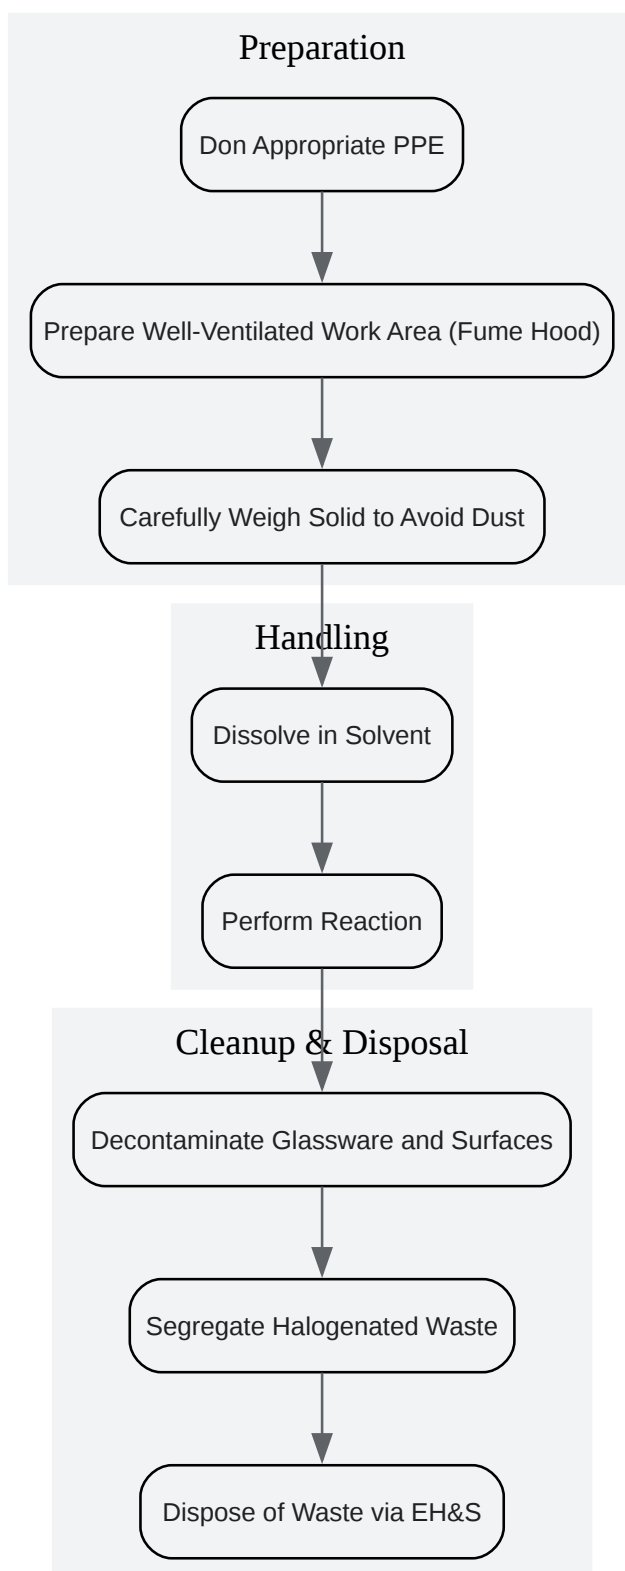 Preparation
Don Appropriate PPE
Prepare Well-Ventilated Work Area (Fume Hood)
Carefully Weigh Solid to Avoid Dust
Handling
Dissolve in Solvent
Perform Reaction
Cleanup & Disposal
Decontaminate Glassware and Surfaces
Segregate Halogenated Waste
Dispose of Waste via EH&S